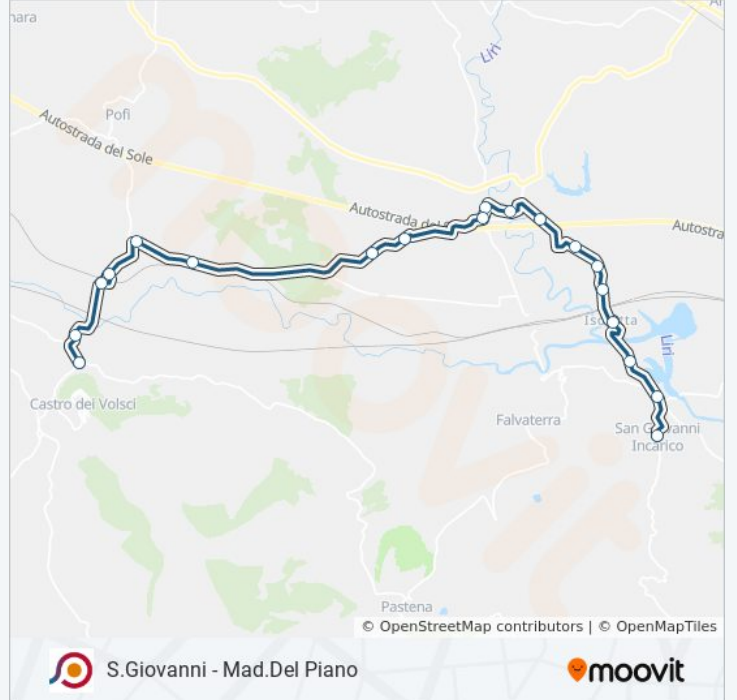 Pofi
Liri
Autostrada del Sole
Autostrada del
Autostra
Isoletta
Liri
Castro dei Volsci
Falvaterra
San Giovanni
Incarico
Pastena
© OpenStreetMap contributors | © OpenMapTiles
S.Giovanni - Mad.Del Piano
moovit